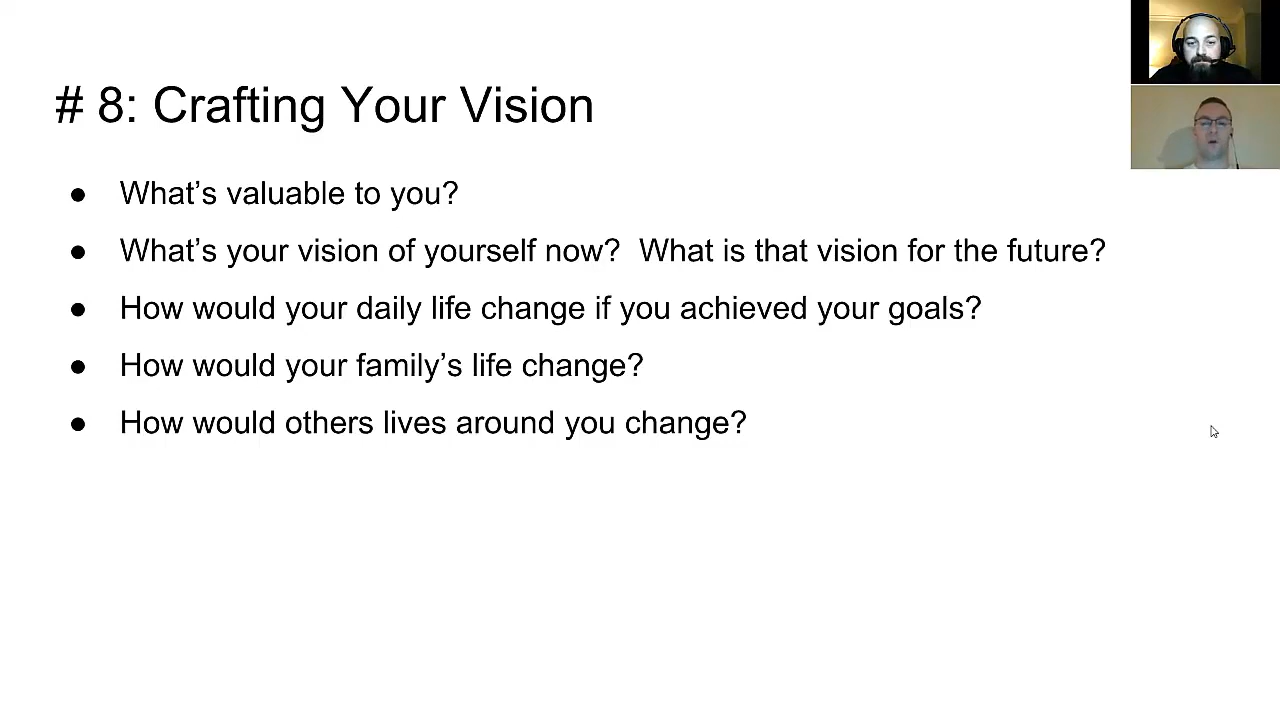 # 8: Crafting Your Vision
● What’s valuable to you?
● What’s your vision of yourself now?  What is that vision for the future?
● How would your daily life change if you achieved your goals?
● How would your family’s life change?
● How would others lives around you change?